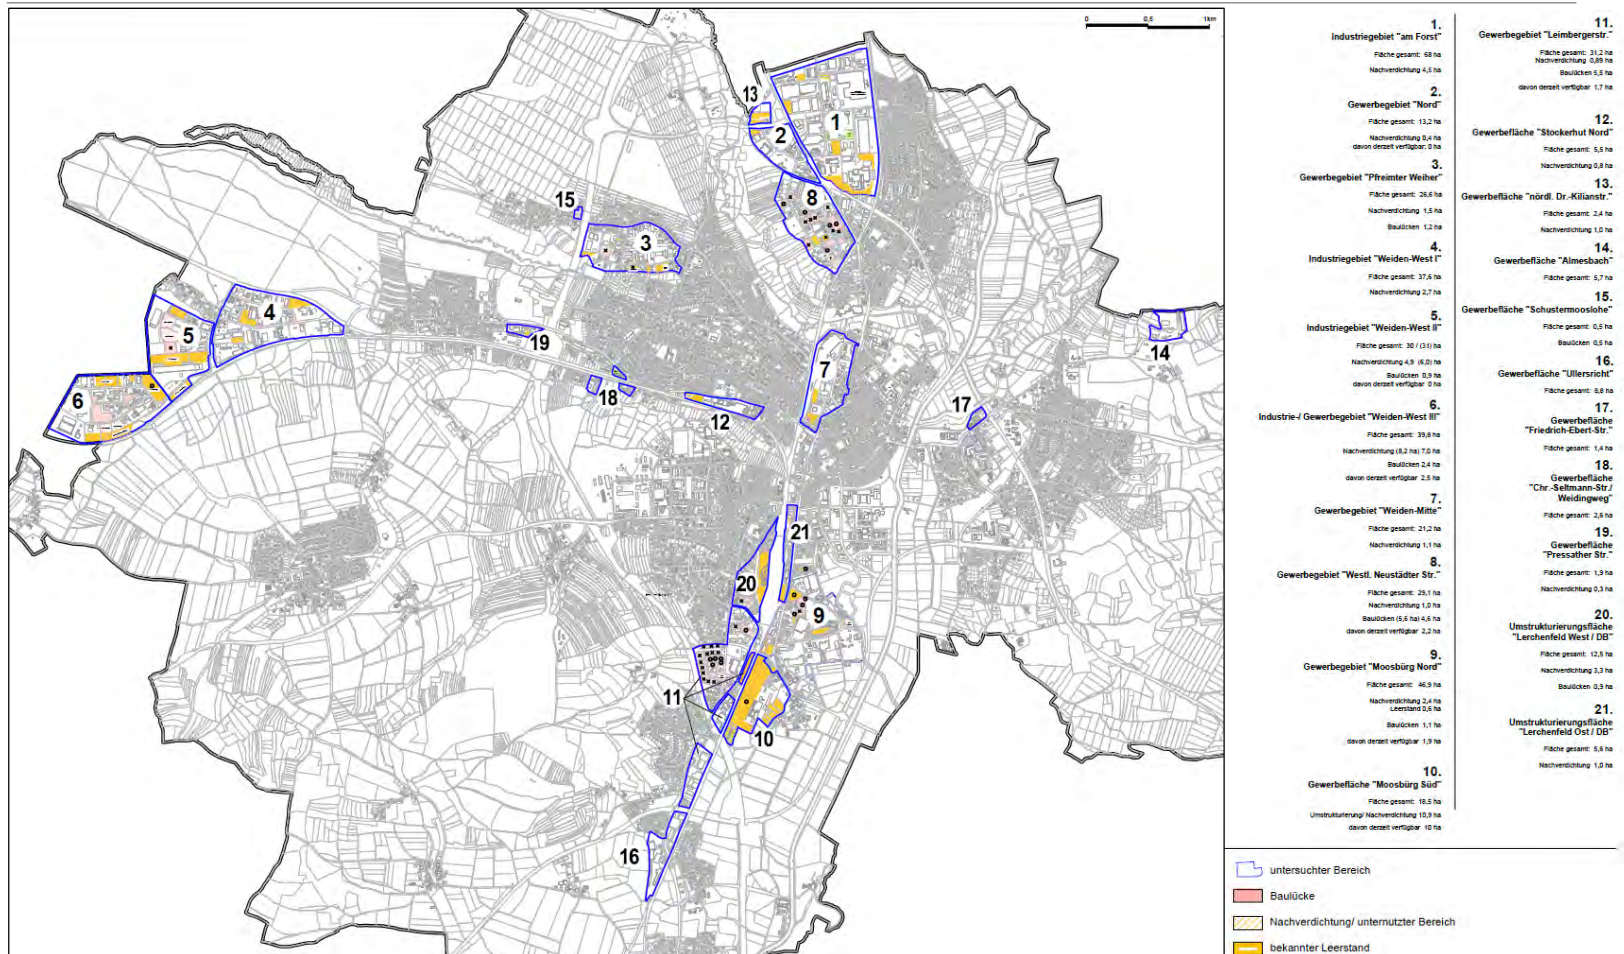 0 0,5 1km
13
1
2
15
8
3
4
5
19
14
7
6
18
17
12
21
20
9
11
10
16
1.
Industriegebiet "am Forst"
Fläche gesamt: 68 ha
Nachverdichtung 4,5 ha
2.
Gewerbegebiet "Nord"
Fläche gesamt: 13,2 ha
Nachverdichtung 0,4 ha
davon derzeit verfügbar: 0 ha
3.
Gewerbegebiet "Pfreimter Weiher"
Fläche gesamt: 26,6 ha
Nachverdichtung 1,5 ha
Baulücken 1,2 ha
4.
Industriegebiet "Weiden-West I"
Fläche gesamt: 37,6 ha
Nachverdichtung 2,7 ha
5.
Industriegebiet "Weiden-West II"
Fläche gesamt: 30 / (31) ha
Nachverdichtung 4,9 (6,0) ha
Baulücken 0,9 ha
davon derzeit verfügbar 0 ha
6.
Industrie-/ Gewerbegebiet "Weiden-West III"
Fläche gesamt: 39,8 ha
Nachverdichtung (8,2 ha) 7,0 ha
Baulücken 2,4 ha
davon derzeit verfügbar 2,5 ha
7.
Gewerbegebiet "Weiden-Mitte"
Fläche gesamt: 21,2 ha
Nachverdichtung 1,1 ha
8.
Gewerbegebiet "Westl. Neustädter Str."
Fläche gesamt: 29,1 ha
Nachverdichtung 1,0 ha
Baulücken (5,6 ha) 4,6 ha
davon derzeit verfügbar 2,2 ha
9.
Gewerbegebiet "Moosbürg Nord"
Fläche gesamt: 46,9 ha
Nachverdichtung 2,4 ha
Leerstand 0,6 ha
Baulücken 1,1 ha
davon derzeit verfügbar 1,9 ha
10.
Gewerbefläche "Moosbürg Süd"
Fläche gesamt: 18,5 ha
Umstrukturierung/ Nachverdichtung 10,9 ha
davon derzeit verfügbar 10 ha
11.
Gewerbegebiet "Leimbergerstr."
Fläche gesamt: 31,2 ha
Nachverdichtung 0,89 ha
Baulücken 5,5 ha
davon derzeit verfügbar 1,7 ha
12.
Gewerbefläche "Stockerhut Nord"
Fläche gesamt: 5,5 ha
Nachverdichtung 0,8 ha
13.
Gewerbefläche "nördl. Dr.-Kilianstr."
Fläche gesamt: 2,4 ha
Nachverdichtung 1,0 ha
14.
Gewerbefläche "Almesbach"
Fläche gesamt: 5,7 ha
15.
Gewerbefläche "Schustermooslohe"
Fläche gesamt: 0,5 ha
Baulücken 0,5 ha
16.
Gewerbefläche "Ullersricht"
Fläche gesamt: 8,8 ha
17.
Gewerbefläche
"Friedrich-Ebert-Str."
Fläche gesamt: 1,4 ha
18.
Gewerbefläche
"Chr.-Seltmann-Str./
Weidingweg"
Fläche gesamt: 2,6 ha
19.
Gewerbefläche
"Pressather Str."
Fläche gesamt: 1,9 ha
Nachverdichtung 0,3 ha
20.
Umstrukturierungsfläche
"Lerchenfeld West / DB"
Fläche gesamt: 12,5 ha
Nachverdichtung 3,3 ha
Baulücken 0,9 ha
21.
Umstrukturierungsfläche
"Lerchenfeld Ost / DB"
Fläche gesamt: 5,6 ha
Nachverdichtung 1,0 ha
untersuchter Bereich
Baulücke
Nachverdichtung/ unternutzter Bereich
bekannter Leerstand